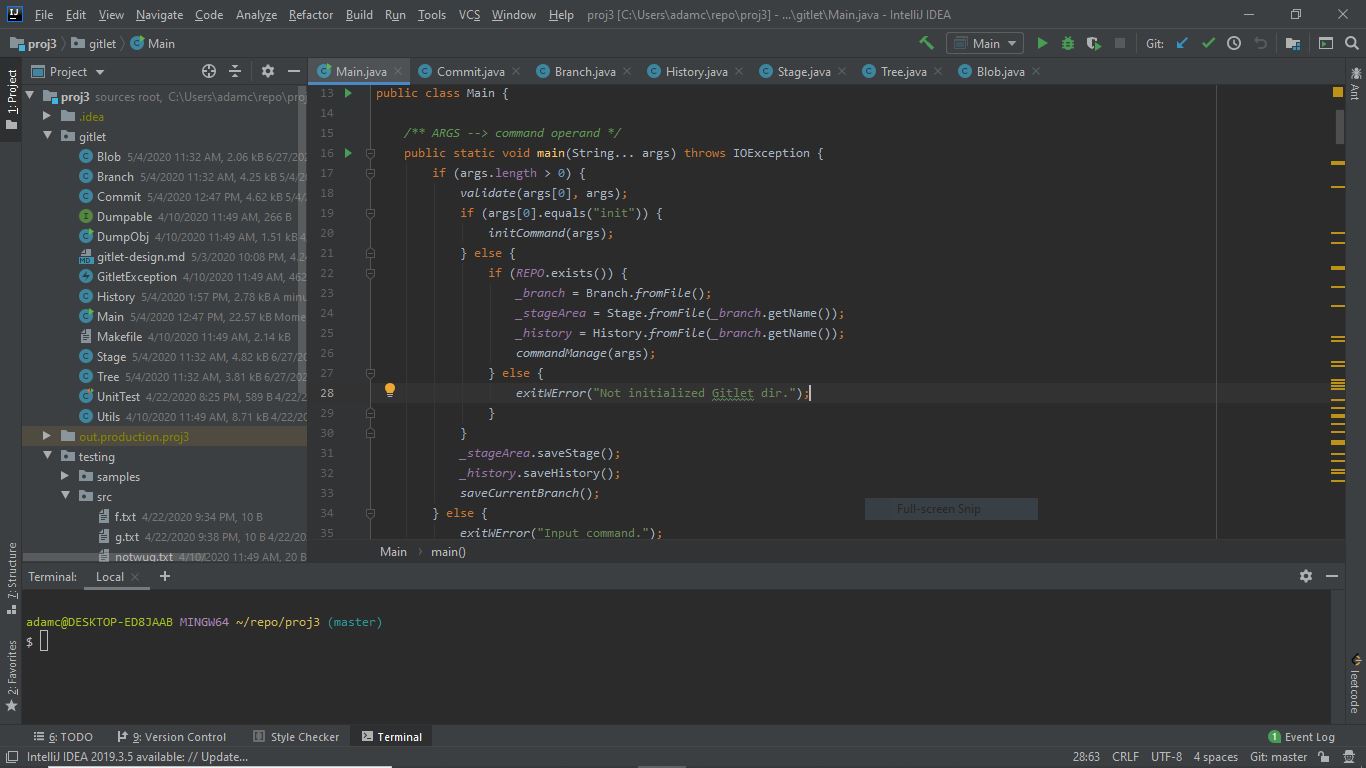 File Edit View Navigate Code Analyze Refactor Build Run Tools VCS Window Help proj3 [C:\Users\adamc\repo\proj3] - ...\gitlet\Main.java - IntelliJ IDEA
proj3 gitlet Main
Main
Git:
Project
Main.java Commit.java Branch.java History.java Stage.java Tree.java Blob.java
1: Project
proj3 sources root, C:\Users\adamc\repo\proj
.idea
gitlet
Blob 5/4/2020 11:32 AM, 2.06 kB 6/27/202
Branch 5/4/2020 11:32 AM, 4.25 kB 5/4/2
Commit 5/4/2020 12:47 PM, 4.62 kB 5/4/
Dumpable 4/10/2020 11:49 AM, 266 B
DumpObj 4/10/2020 11:49 AM, 1.51 kB 4
gitlet-design.md 5/3/2020 10:08 PM, 4.24
GitletException 4/10/2020 11:49 AM, 462
History 5/4/2020 1:57 PM, 2.78 kB A minu
Main 5/4/2020 12:47 PM, 22.57 kB Mome
Makefile 4/10/2020 11:49 AM, 2.14 kB
Stage 5/4/2020 11:32 AM, 4.82 kB 6/27/20
Tree 5/4/2020 11:32 AM, 3.81 kB 6/27/202
UnitTest 4/22/2020 8:25 PM, 589 B 4/22/2
Utils 4/10/2020 11:49 AM, 8.71 kB 4/22/20
out.production.proj3
testing
samples
src
f.txt 4/22/2020 9:34 PM, 10 B
g.txt 4/22/2020 9:38 PM, 10 B 4/22/20
notwug.txt 4/10/2020 11:49 AM, 20 B
13 public class Main {
14
15 /** ARGS --> command operand */
16 public static void main(String... args) throws IOException {
17 if (args.length > 0) {
18 validate(args[0], args);
19 if (args[0].equals("init")) {
20 initCommand(args);
21 } else {
22 if (REPO.exists()) {
23 _branch = Branch.fromFile();
24 _stageArea = Stage.fromFile(_branch.getName());
25 _history = History.fromFile(_branch.getName());
26 commandManage(args);
27 } else {
28 exitWError("Not initialized Gitlet dir.");
29 }
30 }
31 _stageArea.saveStage();
32 _history.saveHistory();
33 saveCurrentBranch();
34 } else {
35 exitWError("Input command.");
Full-screen Snip
Main main()
Ant
leetcode
7: Structure
2: Favorites
Terminal: Local
adamc@DESKTOP-ED8JAAB MINGW64 ~/repo/proj3 (master)
$
6: TODO 9: Version Control Style Checker Terminal
1 Event Log
IntelliJ IDEA 2019.3.5 available: // Update...
28:63 CRLF UTF-8 4 spaces Git: master